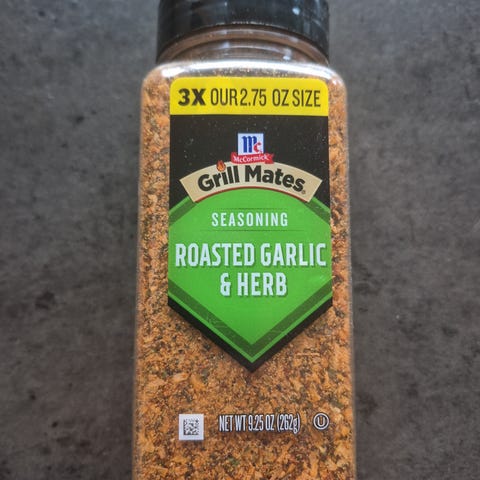 3X OUR 2.75 OZ SIZE
Mc
McCormick
Grill Mates®
SEASONING
ROASTED GARLIC
& HERB
NET WT 9.25 OZ (262g) U